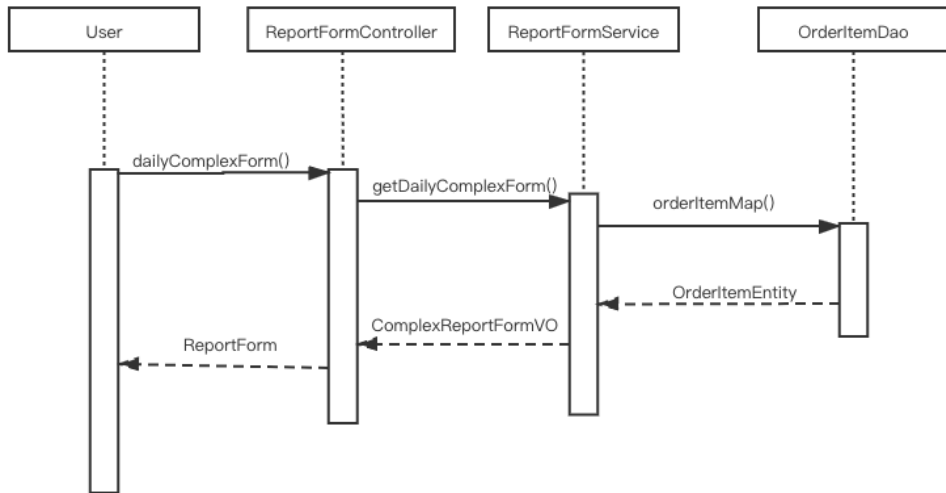 User
ReportFormController
ReportFormService
OrderItemDao
dailyComplexForm()
getDailyComplexForm()
orderItemMap()
OrderItemEntity
ComplexReportFormVO
ReportForm